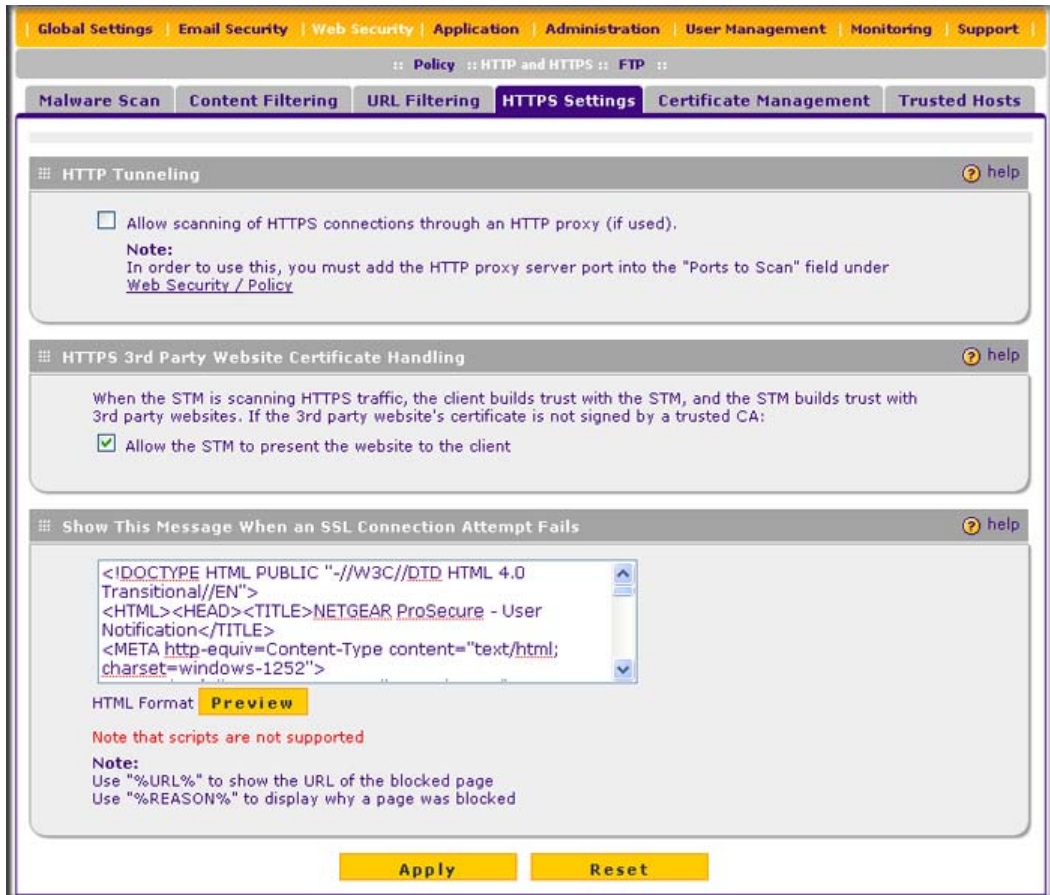 Global Settings | Email Security | Web Security | Application | Administration | User Management | Monitoring | Support
:: Policy :: HTTP and HTTPS :: FTP ::
Malware Scan Content Filtering URL Filtering HTTPS Settings Certificate Management Trusted Hosts
HTTP Tunneling ? help
Allow scanning of HTTPS connections through an HTTP proxy (if used).
Note:
In order to use this, you must add the HTTP proxy server port into the "Ports to Scan" field under
Web Security / Policy
HTTPS 3rd Party Website Certificate Handling ? help
When the STM is scanning HTTPS traffic, the client builds trust with the STM, and the STM builds trust with
3rd party websites. If the 3rd party website's certificate is not signed by a trusted CA:
Allow the STM to present the website to the client
Show This Message When an SSL Connection Attempt Fails ? help
<!DOCTYPE HTML PUBLIC "-//W3C//DTD HTML 4.0
Transitional//EN">
<HTML><HEAD><TITLE>NETGEAR ProSecure - User
Notification</TITLE>
<META http-equiv=Content-Type content="text/html;
charset=windows-1252">
HTML Format Preview
Note that scripts are not supported
Note:
Use "%URL%" to show the URL of the blocked page
Use "%REASON%" to display why a page was blocked
Apply Reset